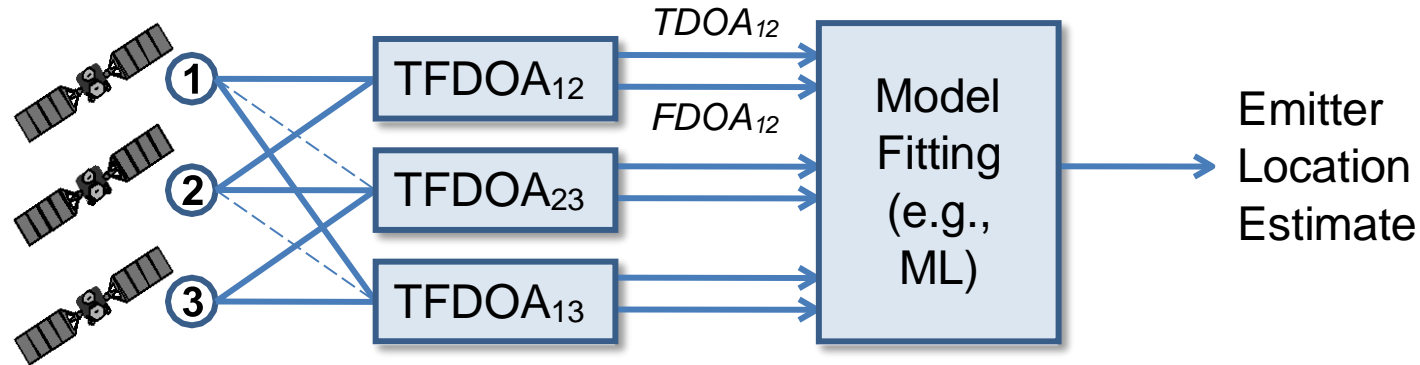 1
2
3
TFDOA₁₂
TFDOA₂₃
TFDOA₁₃
TDOA₁₂
FDOA₁₂
Model
Fitting
(e.g.,
ML)
Emitter
Location
Estimate